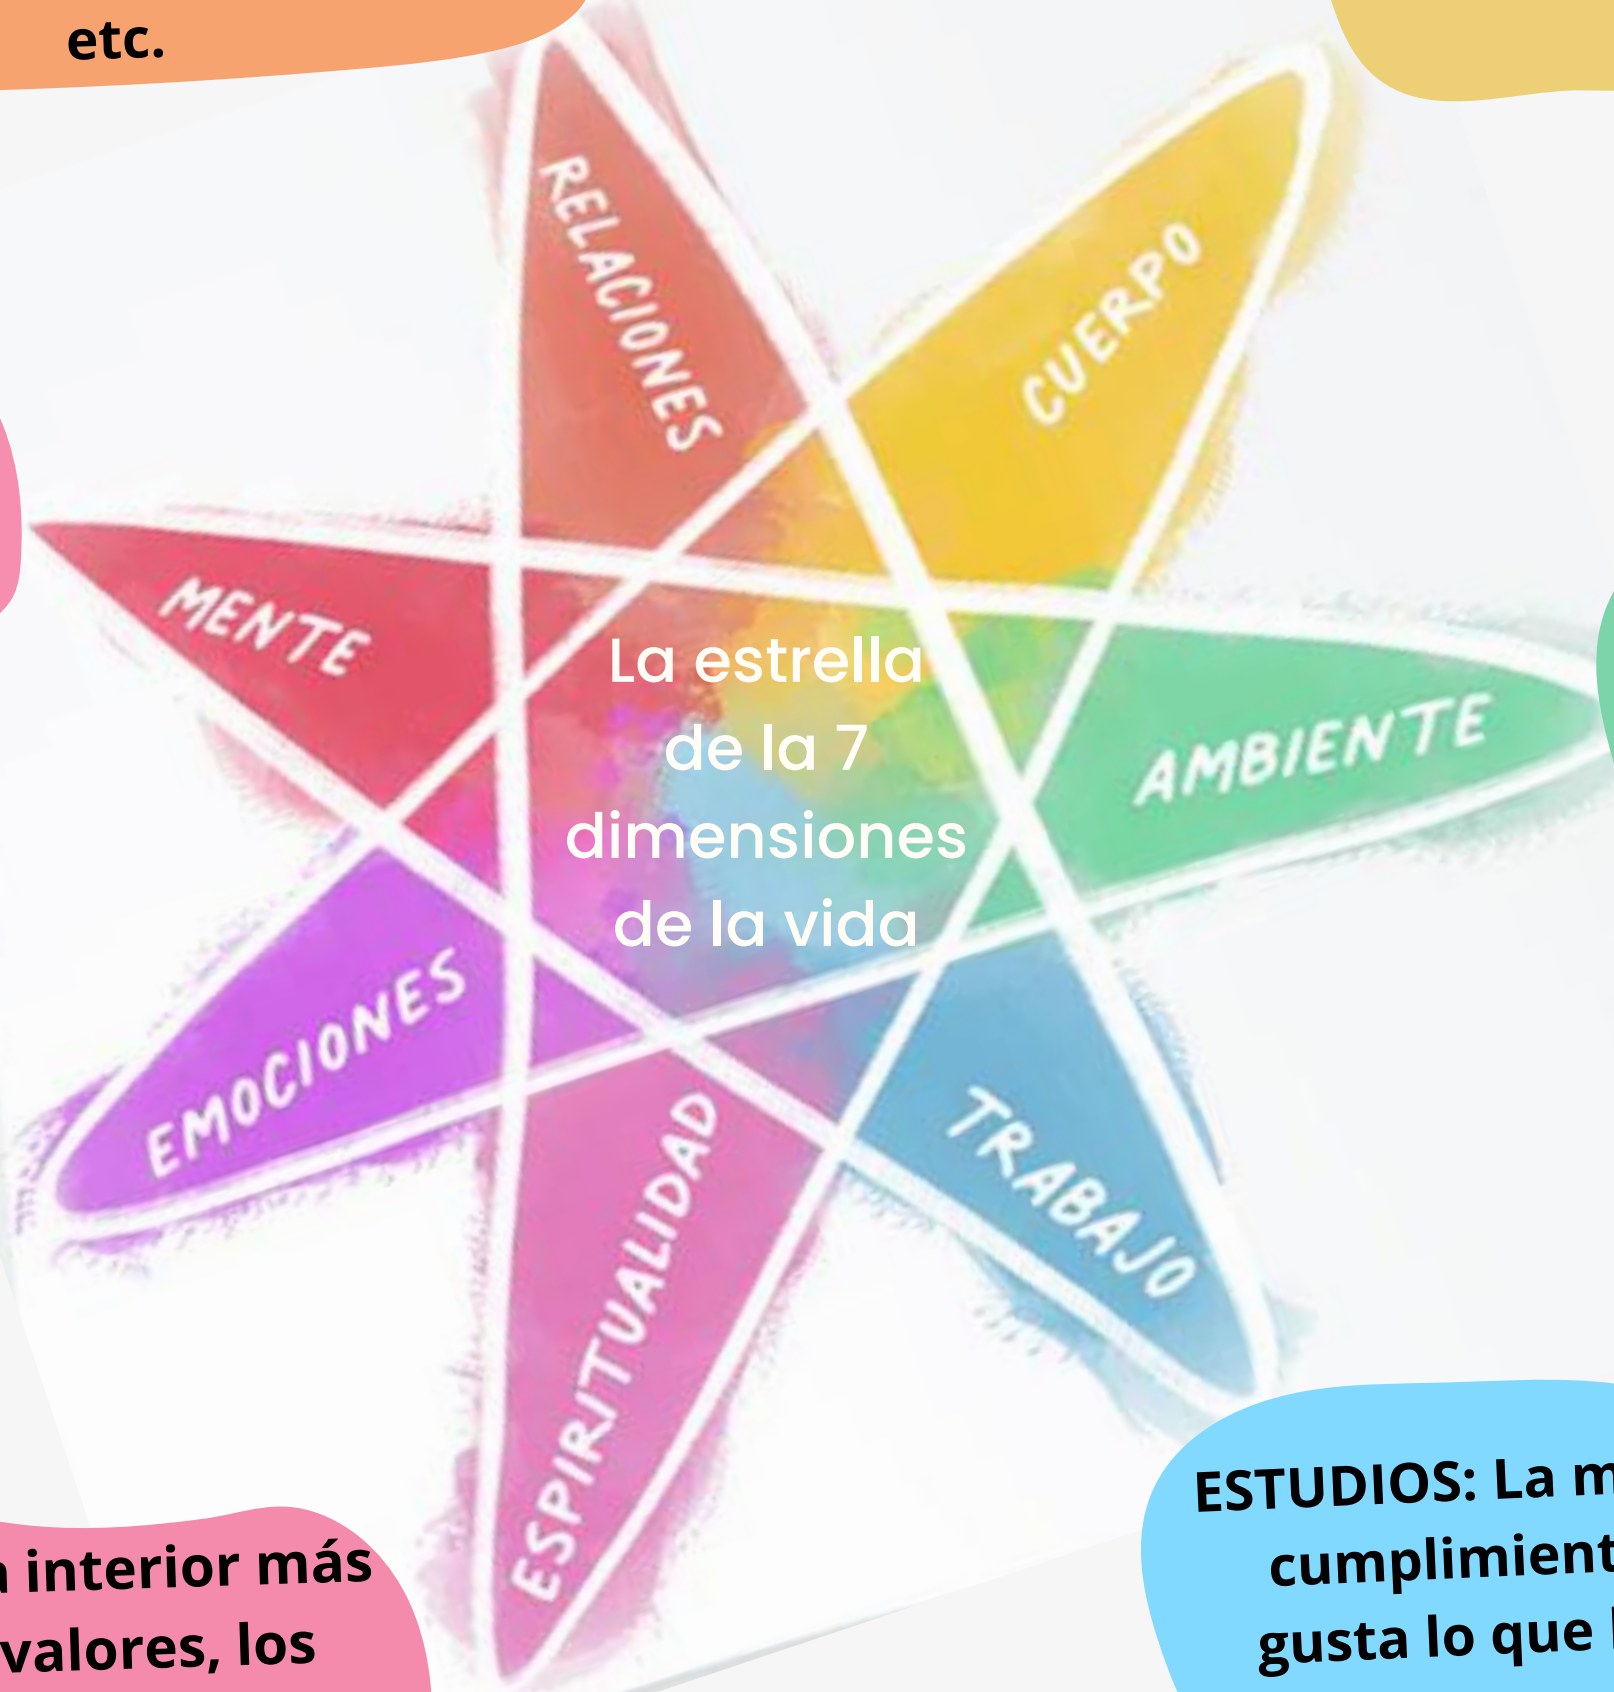 etc.
RELACIONES
CUERPO
MENTE
AMBIENTE
La estrella
de la 7
dimensiones
de la vida
EMOCIONES
TRABAJO
ESPIRITUALIDAD
ESTUDIOS: La
gusta lo que
interior más
valores, los